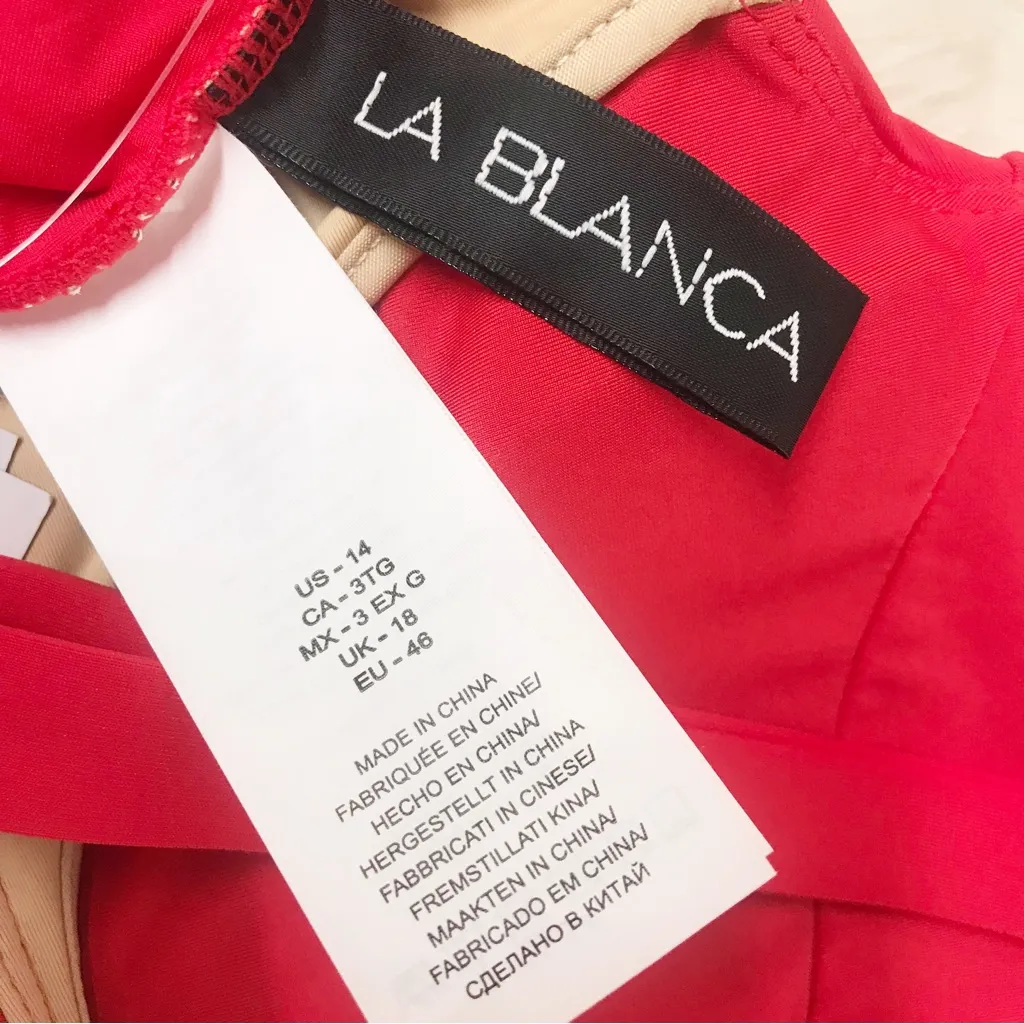 LA BLANCA
US - 14
CA - 3TG
MX - 3 EX G
UK - 18
EU - 46
MADE IN CHINA
FABRIQUÉE EN CHINE/
HECHO EN CHINA/
HERGESTELLT IN CHINA
FABBRICATI IN CINESE/
FREMSTILLATI KINA/
MAAKTEN IN CHINA/
FABRICADO EM CHINA/
СДЕЛАНО В КИТАЙ